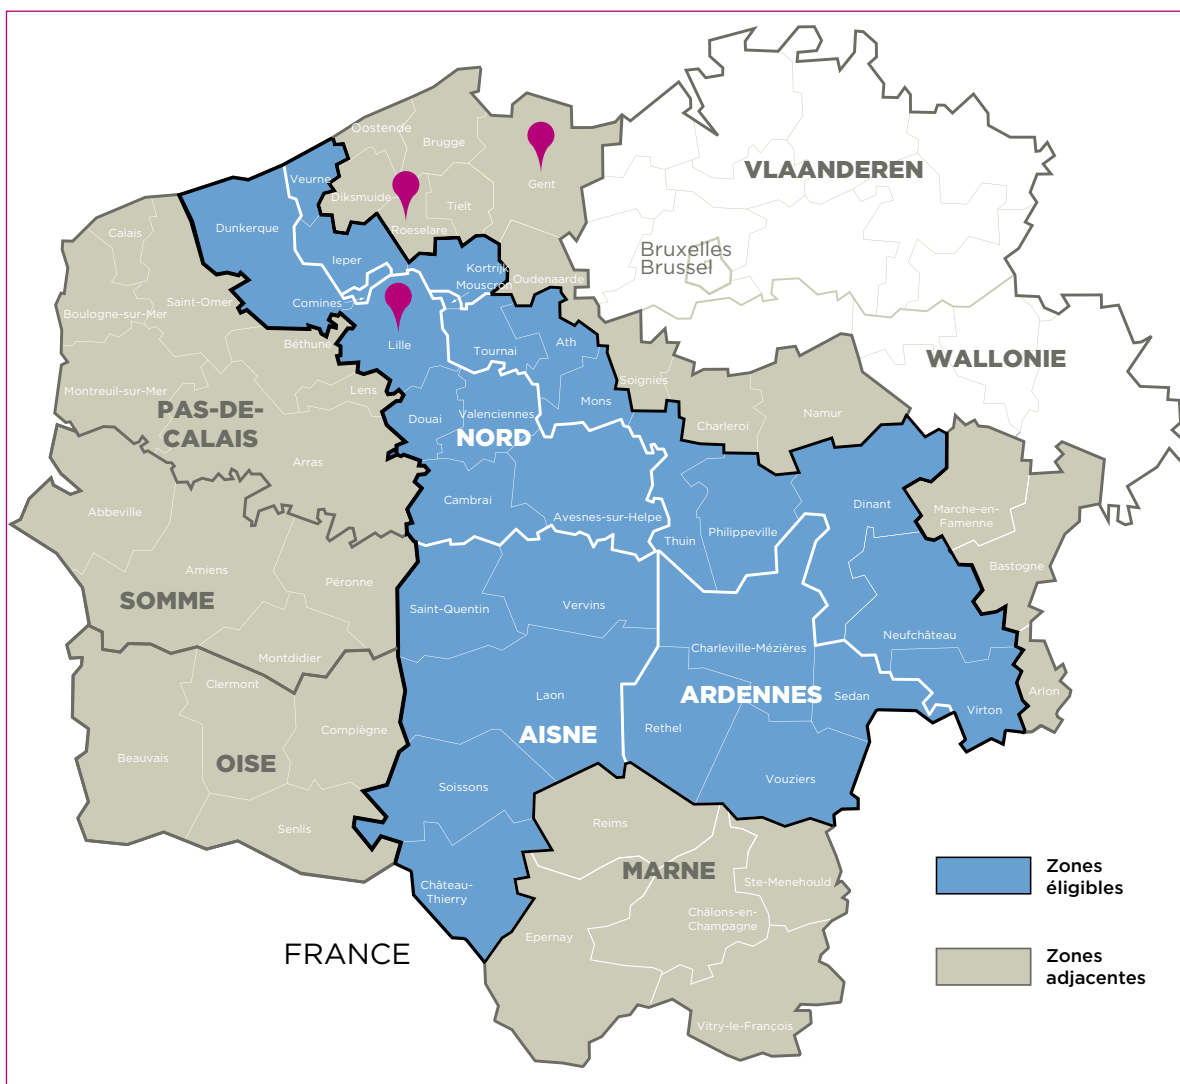 Oostende
Brugge
VLAANDEREN
Veurne
Gent
Diksmuide
Tielt
Roeselare
Dunkerque
Calais
Ieper
Bruxelles
Brussel
Kortrijk
Mouscron
Oudenaarde
Saint-Omer
Comines
Boulogne-sur-Mer
Béthune
Lille
Ath
Tournai
WALLONIE
Soignies
Montreuil-sur-Mer
Lens
Mons
PAS-DE-
CALAIS
Douai
Valenciennes
NORD
Charleroi
Namur
Arras
Cambrai
Avesnes-sur-Helpe
Dinant
Abbeville
Thuin
Philippeville
Marche-en-
Famenne
Amiens
Péronne
Bastogne
SOMME
Saint-Quentin
Vervins
Neufchâteau
Montdidier
Charleville-Mézières
Clermont
Laon
ARDENNES
Sedan
Arlon
Virton
Compiègne
Rethel
AISNE
Beauvais
OISE
Soissons
Vouziers
Senlis
Reims
MARNE
Château-
Thierry
Ste-Menehould
Châlons-en-
Champagne
Epernay
FRANCE
Vitry-le-François
Zones
éligibles
Zones
adjacentes